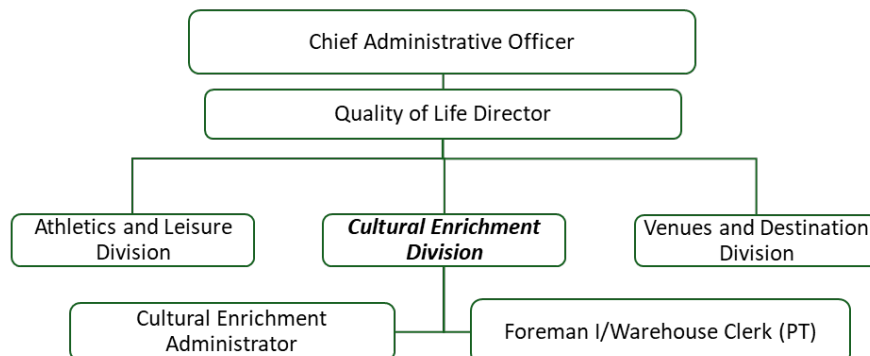 Chief Administrative Officer
Quality of Life Director
Athletics and Leisure
Division
Cultural Enrichment
Division
Venues and Destination
Division
Cultural Enrichment
Administrator
Foreman I/Warehouse Clerk (PT)